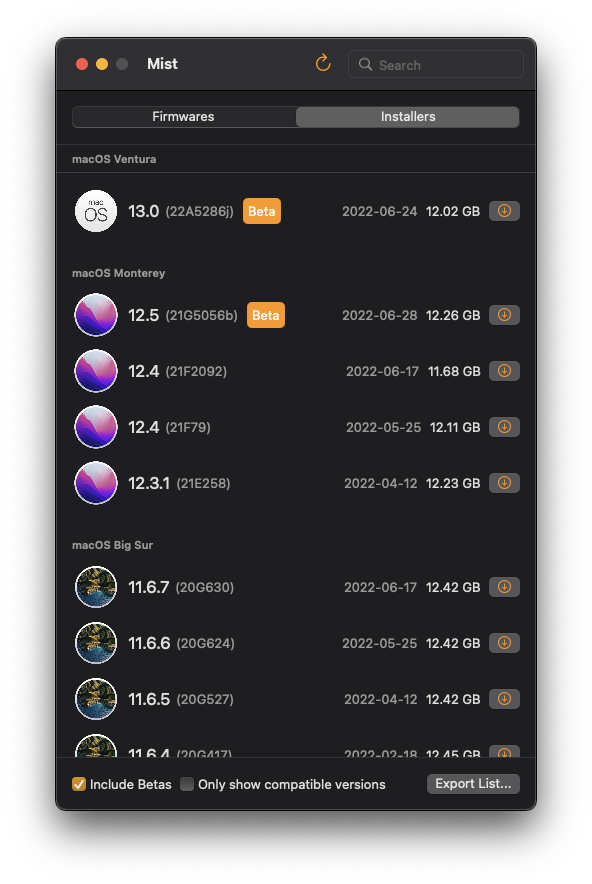 Mist
Search
Firmwares Installers
macOS Ventura
mac
OS
13.0 (22A5286j) Beta 2022-06-24 12.02 GB
macOS Monterey
12.5 (21G5056b) Beta 2022-06-28 12.26 GB
12.4 (21F2092) 2022-06-17 11.68 GB
12.4 (21F79) 2022-05-25 12.11 GB
12.3.1 (21E258) 2022-04-12 12.23 GB
macOS Big Sur
11.6.7 (20G630) 2022-06-17 12.42 GB
11.6.6 (20G624) 2022-05-25 12.42 GB
11.6.5 (20G527) 2022-04-12 12.42 GB
11.6.4 (20G417) 2022-02-18 12.45 GB
Include Betas Only show compatible versions Export List...